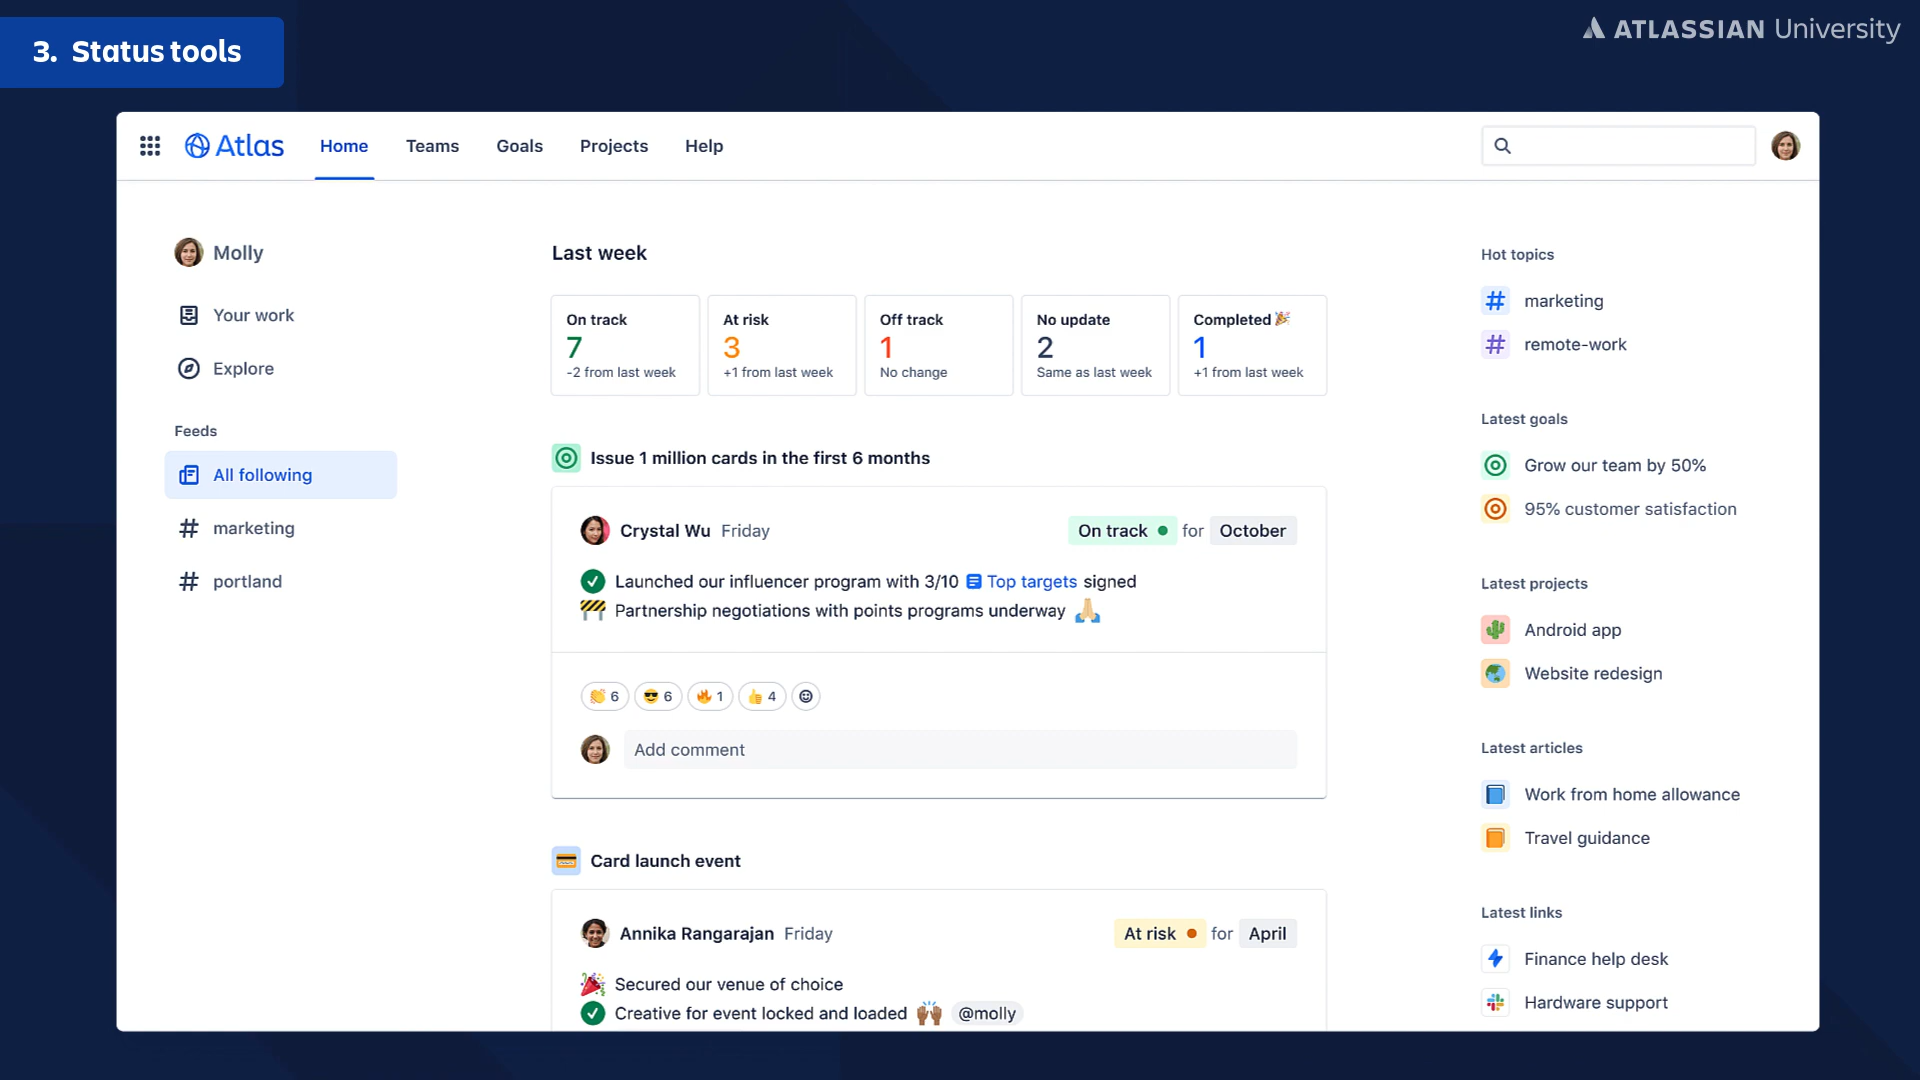 3. Status tools
ATLASSIAN University
Atlas
Home
Teams
Goals
Projects
Help
Molly
Your work
Explore
Feeds
All following
marketing
portland
Last week
On track
7
-2 from last week
At risk
3
+1 from last week
Off track
1
No change
No update
2
Same as last week
Completed 🎉
1
+1 from last week
Issue 1 million cards in the first 6 months
Crystal Wu Friday
On track for October
Launched our influencer program with 3/10 Top targets signed
Partnership negotiations with points programs underway 🙏
👏 6 😎 6 🔥 1 👍 4
Add comment
Card launch event
Annika Rangarajan Friday
At risk for April
Secured our venue of choice
Creative for event locked and loaded 🙌 @molly
Hot topics
# marketing
# remote-work
Latest goals
Grow our team by 50%
95% customer satisfaction
Latest projects
Android app
Website redesign
Latest articles
Work from home allowance
Travel guidance
Latest links
Finance help desk
Hardware support